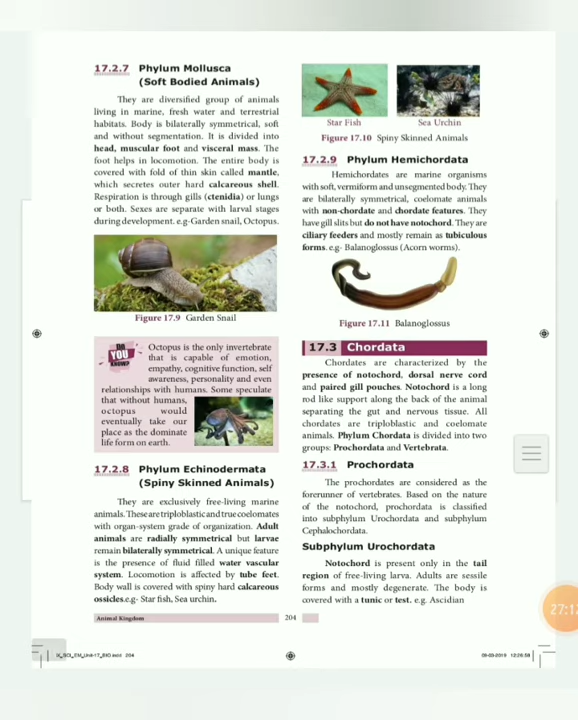 17.2.7 Phylum Mollusca
(Soft Bodied Animals)
They are diversified group of animals
living in marine, fresh water and terrestrial
habitats. Body is bilaterally symmetrical, soft
and without segmentation. It is divided into
head, muscular foot and visceral mass. The
foot helps in locomotion. The entire body is
covered with fold of thin skin called mantle,
which secretes outer hard calcareous shell.
Respiration is through gills (ctenidia) or lungs
or both. Sexes are separate with larval stages
during development. e.g-Garden snail, Octopus.
Figure 17.9 Garden Snail
DO
YOU
KNOW?
Octopus is the only invertebrate
that is capable of emotion,
empathy, cognitive function, self
awareness, personality and even
relationships with humans. Some speculate
that without humans,
octopus would
eventually take our
place as the dominate
life form on earth.
17.2.8 Phylum Echinodermata
(Spiny Skinned Animals)
They are exclusively free-living marine
animals. These are triploblastic and true coelomates
with organ-system grade of organization. Adult
animals are radially symmetrical but larvae
remain bilaterally symmetrical. A unique feature
is the presence of fluid filled water vascular
system. Locomotion is affected by tube feet.
Body wall is covered with spiny hard calcareous
ossicles.e.g- Star fish, Sea urchin.
Star Fish
Sea Urchin
Figure 17.10 Spiny Skinned Animals
17.2.9 Phylum Hemichordata
Hemichordates are marine organisms
with soft, vermiform and unsegmented body. They
are bilaterally symmetrical, coelomate animals
with non-chordate and chordate features. They
have gill slits but do not have notochord. They are
ciliary feeders and mostly remain as tubiculous
forms. e.g- Balanoglossus (Acorn worms).
Figure 17.11 Balanoglossus
17.3 Chordata
Chordates are characterized by the
presence of notochord, dorsal nerve cord
and paired gill pouches. Notochord is a long
rod like support along the back of the animal
separating the gut and nervous tissue. All
chordates are triploblastic and coelomate
animals. Phylum Chordata is divided into two
groups: Prochordata and Vertebrata.
17.3.1 Prochordata
The prochordates are considered as the
forerunner of vertebrates. Based on the nature
of the notochord, prochordata is classified
into subphylum Urochordata and subphylum
Cephalochordata.
Subphylum Urochordata
Notochord is present only in the tail
region of free-living larva. Adults are sessile
forms and mostly degenerate. The body is
covered with a tunic or test. e.g. Ascidian
Animal Kingdom
204
IX_SCI_EM_Unit-17_BIO.indd 204
09-03-2019 12:26:58